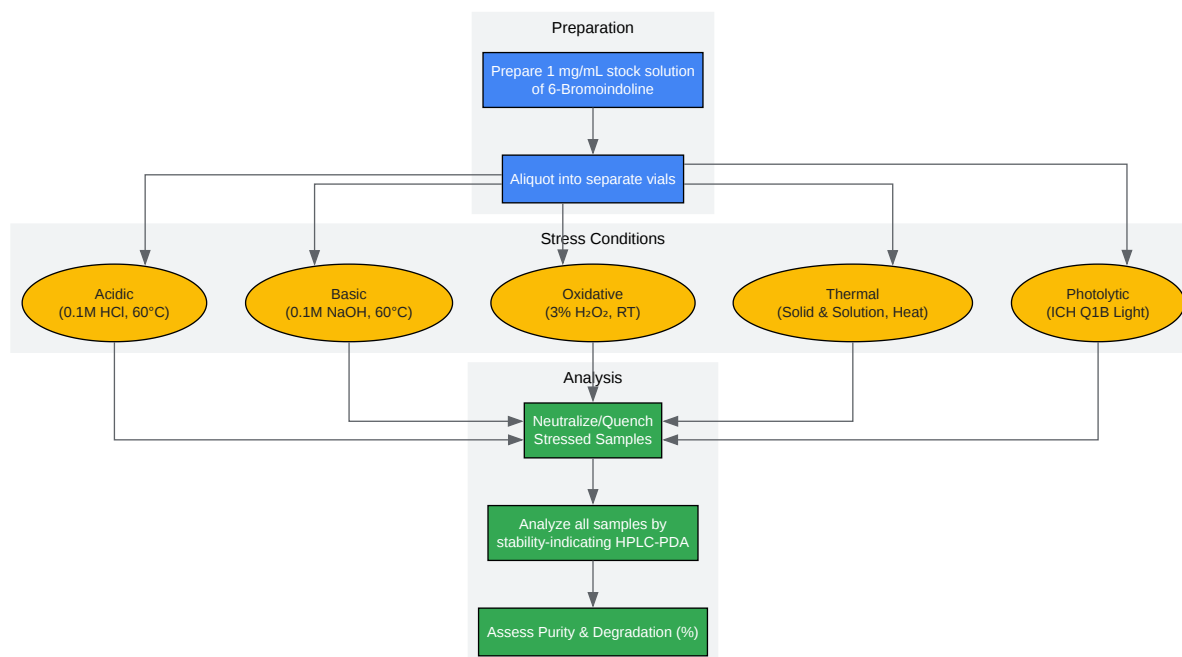 Preparation
Prepare 1 mg/mL stock solution
of 6-Bromoindoline
Aliquot into separate vials
Stress Conditions
Acidic
(0.1M HCl, 60°C)
Basic
(0.1M NaOH, 60°C)
Oxidative
(3% H₂O₂, RT)
Thermal
(Solid & Solution, Heat)
Photolytic
(ICH Q1B Light)
Analysis
Neutralize/Quench
Stressed Samples
Analyze all samples by
stability-indicating HPLC-PDA
Assess Purity & Degradation (%)